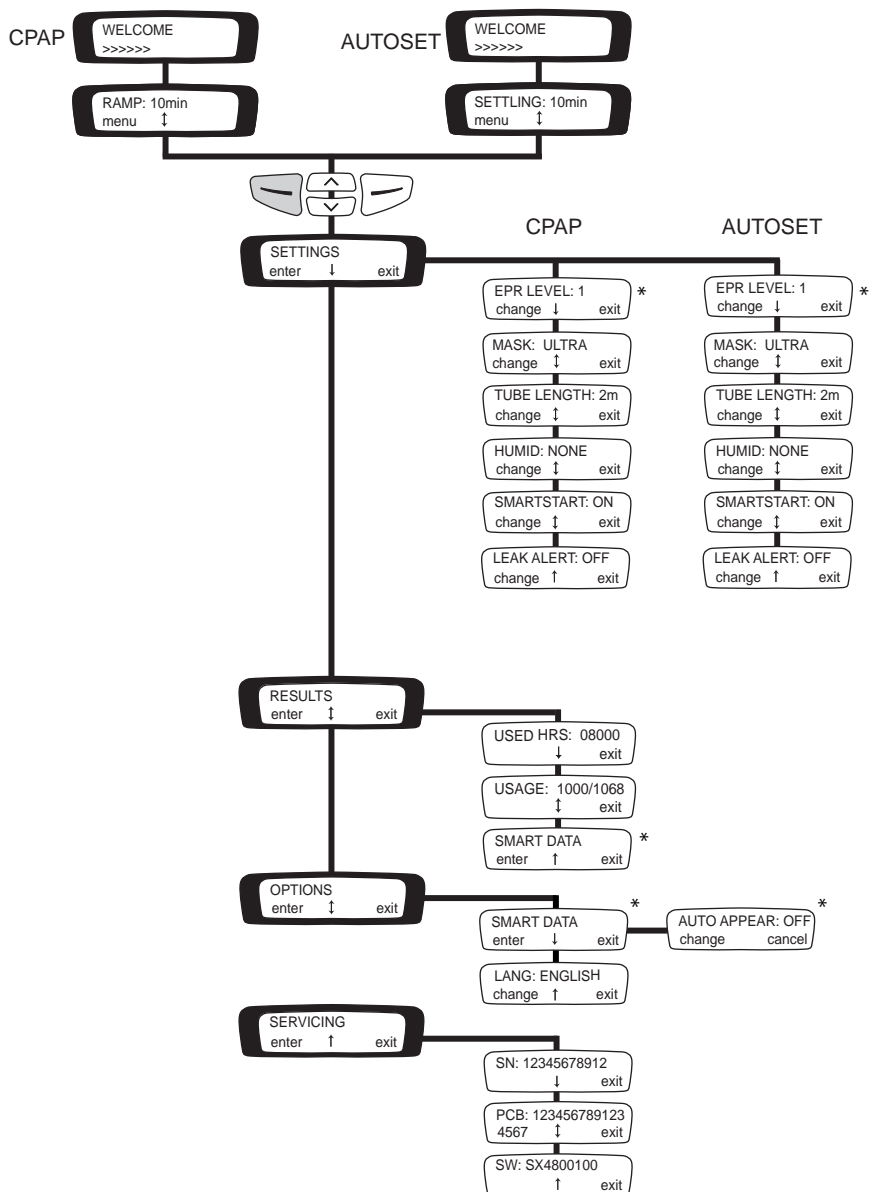 CPAP
WELCOME
>>>>>>
AUTOSET
WELCOME
>>>>>>
RAMP: 10min
menu ↕
SETTLING: 10min
menu ↕
CPAP
AUTOSET
SETTINGS
enter ↓ exit
EPR LEVEL: 1 *
change ↓ exit
MASK: ULTRA
change ↕ exit
TUBE LENGTH: 2m
change ↕ exit
HUMID: NONE
change ↕ exit
SMARTSTART: ON
change ↕ exit
LEAK ALERT: OFF
change ↑ exit
EPR LEVEL: 1 *
change ↓ exit
MASK: ULTRA
change ↕ exit
TUBE LENGTH: 2m
change ↕ exit
HUMID: NONE
change ↕ exit
SMARTSTART: ON
change ↕ exit
LEAK ALERT: OFF
change ↑ exit
RESULTS
enter ↕ exit
USED HRS: 08000
↓ exit
USAGE: 1000/1068
↕ exit
SMART DATA *
enter ↑ exit
OPTIONS
enter ↕ exit
SMART DATA *
enter ↓ exit
AUTO APPEAR: OFF *
change cancel
LANG: ENGLISH
change ↑ exit
SERVICING
enter ↑ exit
SN: 12345678912
↓ exit
PCB: 123456789123
4567 ↕ exit
SW: SX4800100
↑ exit